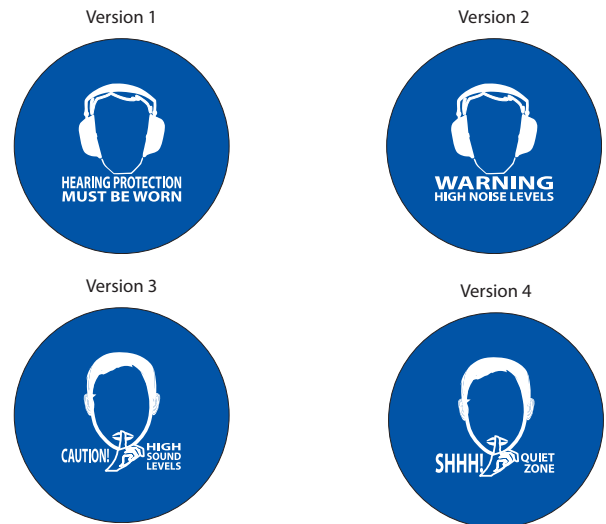 Version 1
HEARING PROTECTION
MUST BE WORN
Version 2
WARNING
HIGH NOISE LEVELS
Version 3
CAUTION!
HIGH
SOUND
LEVELS
Version 4
SHHH!
QUIET
ZONE